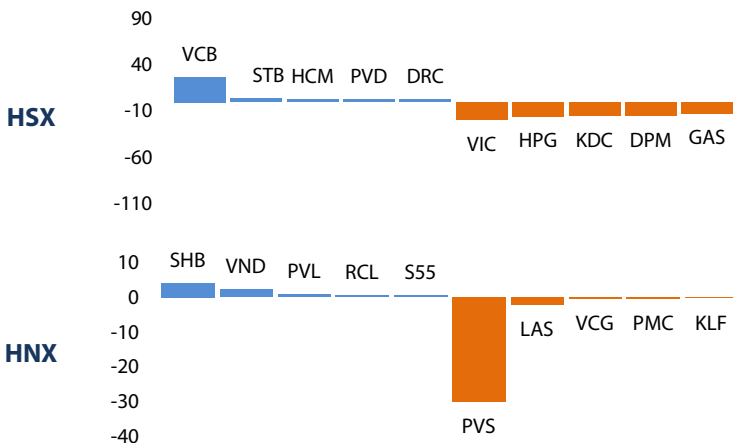 90
VCB
40
STB HCM PVD DRC
-10
HSX
VIC HPG KDC DPM GAS
-60
-110
10
SHB VND PVL RCL S55
0
-10
LAS VCG PMC KLF
-20
HNX
-30
PVS
-40